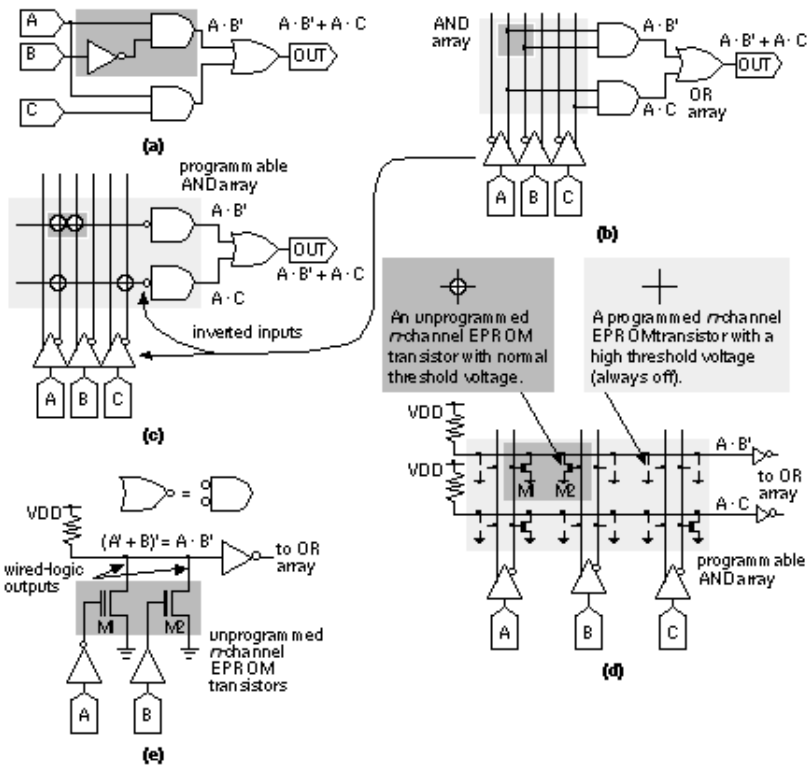 A
B
C
A · B'
A · B' + A · C
OUT
(a)
AND
array
A · B'
A · B' + A · C
OUT
A · C
OR
array
A
B
C
(b)
programmable
AND array
A · B'
OUT
A · B' + A · C
A · C
inverted inputs
A
B
C
(c)
An unprogrammed
n-channel EPROM
transistor with normal
threshold voltage.
A programmed n-channel
EPROM transistor with a
high threshold voltage
(always off).
VDD
A · B'
VDD
to OR
array
M1
M2
A · C
programmable
AND array
A
B
C
(d)
=
VDD
(A' + B)' = A · B'
to OR
array
wired-logic
outputs
M1
M2
unprogrammed
n-channel
EPROM
transistors
A
B
(e)